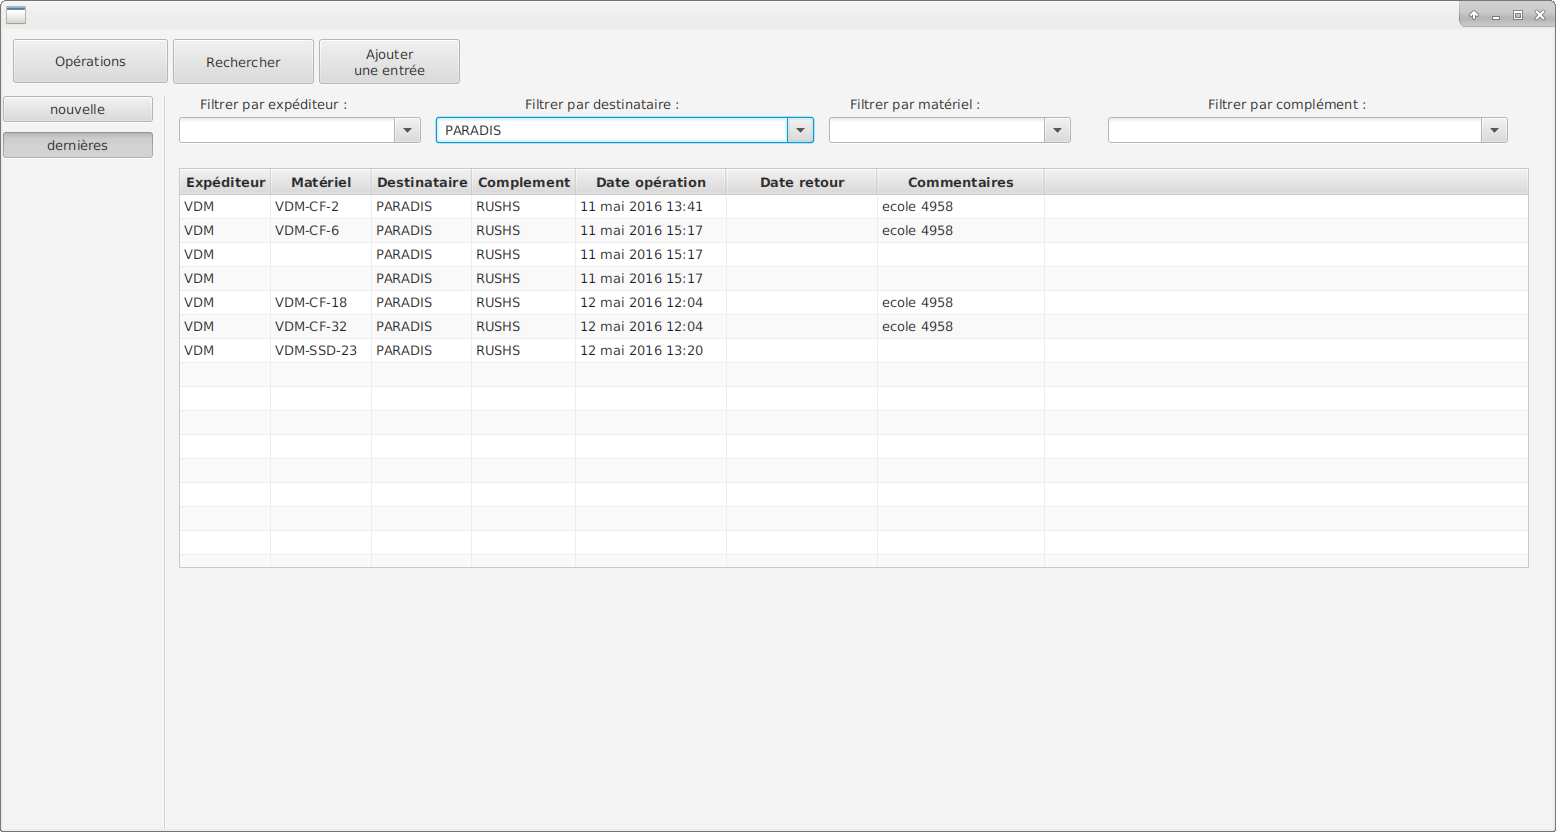 Opérations
Rechercher
Ajouter
une entrée
nouvelle
dernières
Filtrer par expéditeur : Filtrer par destinataire : Filtrer par matériel : Filtrer par complément :
PARADIS
Expéditeur Matériel Destinataire Complement Date opération Date retour Commentaires
VDM VDM-CF-2 PARADIS RUSHS 11 mai 2016 13:41 ecole 4958
VDM VDM-CF-6 PARADIS RUSHS 11 mai 2016 15:17 ecole 4958
VDM PARADIS RUSHS 11 mai 2016 15:17
VDM PARADIS RUSHS 11 mai 2016 15:17
VDM VDM-CF-18 PARADIS RUSHS 12 mai 2016 12:04 ecole 4958
VDM VDM-CF-32 PARADIS RUSHS 12 mai 2016 12:04 ecole 4958
VDM VDM-SSD-23 PARADIS RUSHS 12 mai 2016 13:20